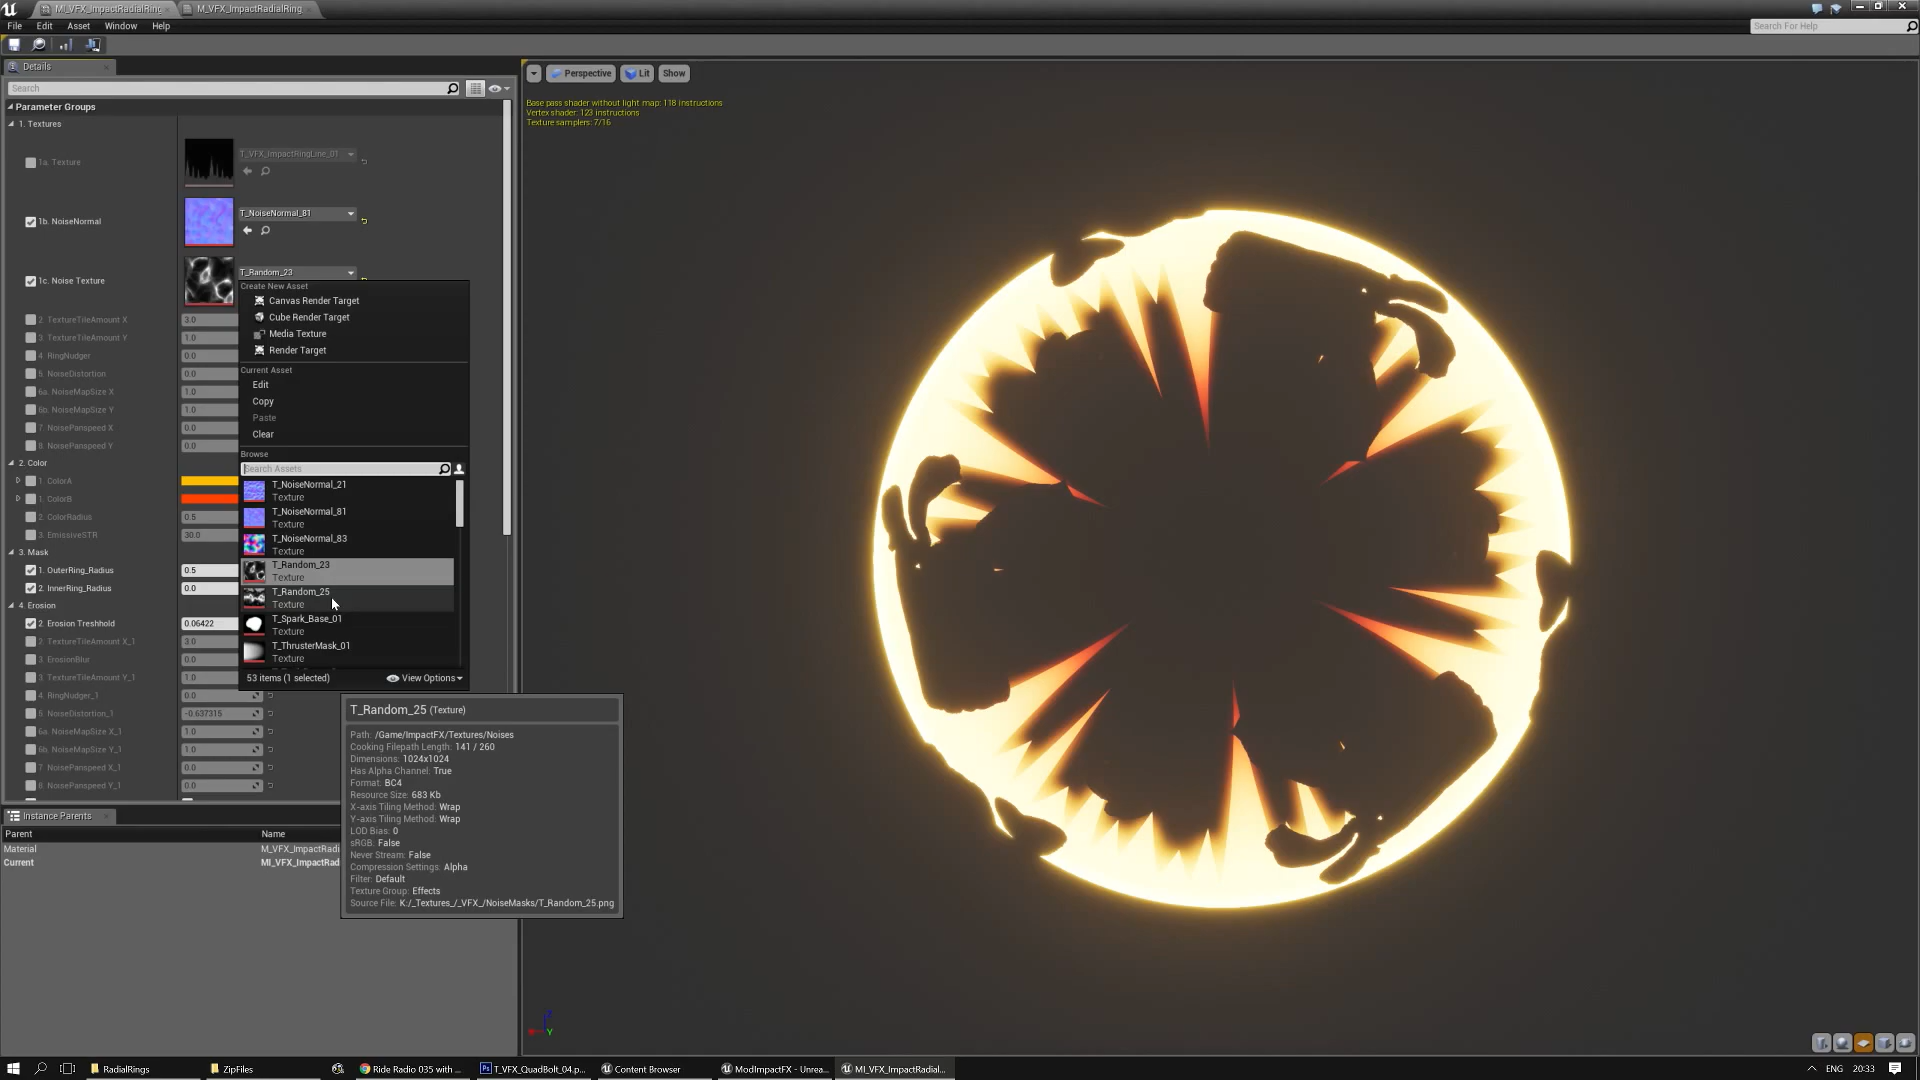 MI_VFX_ImpactRadialRing
M_VFX_ImpactRadialRing
File
Edit
Asset
Window
Help
Search For Help
Details
Search
Parameter Groups
1. Textures
1a. Texture
T_VFX_ImpactRingLine_01
1b. NoiseNormal
T_NoiseNormal_81
1c. Noise Texture
T_Random_23
2. TextureTileAmount X
3.0
3. TextureTileAmount Y
1.0
4. RingNudger
0.0
5. NoiseDistortion
0.0
6a. NoiseMapSize X
1.0
6b. NoiseMapSize Y
1.0
7. NoisePanspeed X
0.0
8. NoisePanspeed Y
0.0
2. Color
1. ColorA
1. ColorB
2. ColorRadius
0.5
3. EmissiveSTR
30.0
3. Mask
1. OuterRing_Radius
0.5
2. InnerRing_Radius
0.0
4. Erosion
2. Erosion Treshhold
0.06422
2. TextureTileAmount X_1
3.0
3. ErosionBlur
0.0
3. TextureTileAmount Y_1
1.0
4. RingNudger_1
0.0
5. NoiseDistortion_1
-0.637315
6a. NoiseMapSize X_1
1.0
6b. NoiseMapSize Y_1
1.0
7. NoisePanspeed X_1
0.0
8. NoisePanspeed Y_1
0.0
Create New Asset
Canvas Render Target
Cube Render Target
Media Texture
Render Target
Current Asset
Edit
Copy
Paste
Clear
Browse
Search Assets
T_NoiseNormal_21
Texture
T_NoiseNormal_81
Texture
T_NoiseNormal_83
Texture
T_Random_23
Texture
T_Random_25
Texture
T_Spark_Base_01
Texture
T_ThrusterMask_01
Texture
53 items (1 selected)
View Options
T_Random_25 (Texture)
Path: /Game/ImpactFX/Textures/Noises
Cooking Filepath Length: 141 / 260
Dimensions: 1024x1024
Has Alpha Channel: True
Format: BC4
Resource Size: 683 Kb
X-axis Tiling Method: Wrap
Y-axis Tiling Method: Wrap
LOD Bias: 0
sRGB: False
Never Stream: False
Compression Settings: Alpha
Filter: Default
Texture Group: Effects
Source File: K:/_Textures_/_VFX_/NoiseMasks/T_Random_25.png
Instance Parents
Parent
Name
Material
M_VFX_ImpactRadi
Current
MI_VFX_ImpactRad
Perspective
Lit
Show
Base pass shader without light map: 118 instructions
Vertex shader: 123 instructions
Texture samplers: 7/16
Z
Y
RadialRings
ZipFiles
Ride Radio 035 with ...
T_VFX_QuadBolt_04.p...
Content Browser
ModImpactFX - Unrea...
MI_VFX_ImpactRadial...
ENG
20:33